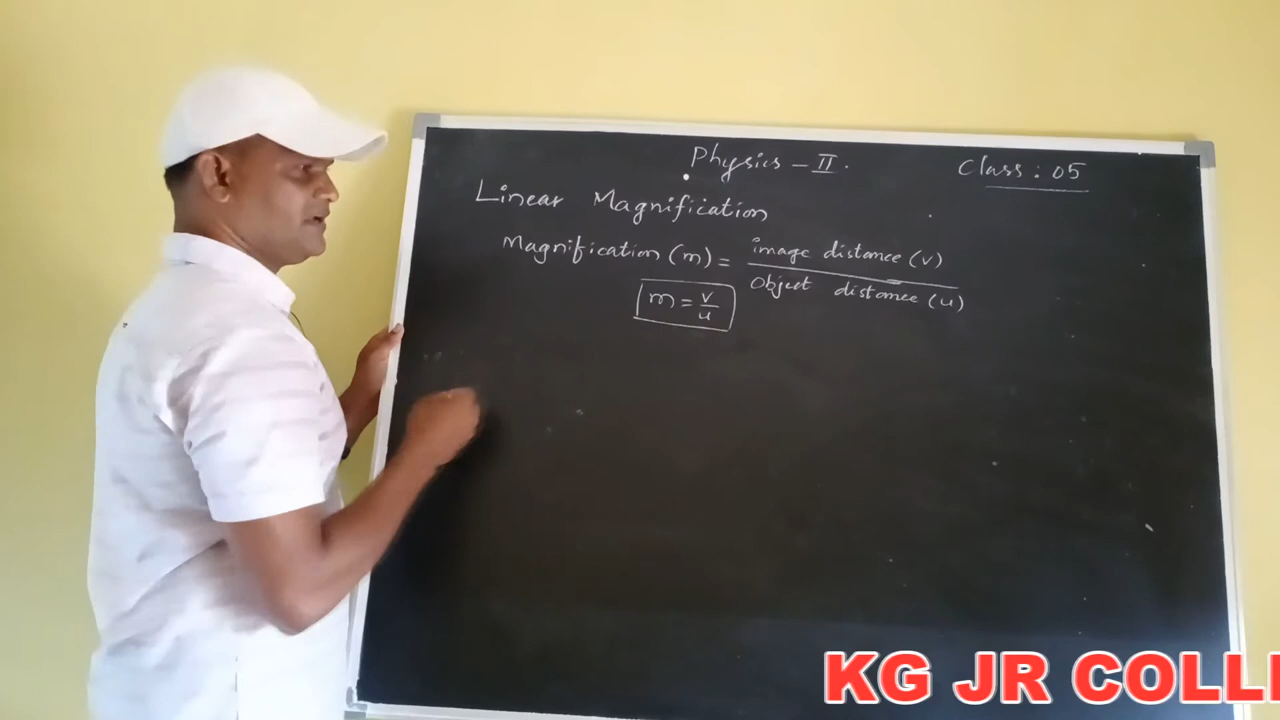 Physics - II.
Class: 05
Linear Magnification
Magnification (m) = image distance (v) / object distance (u)
m = v/u
KG JR COLL